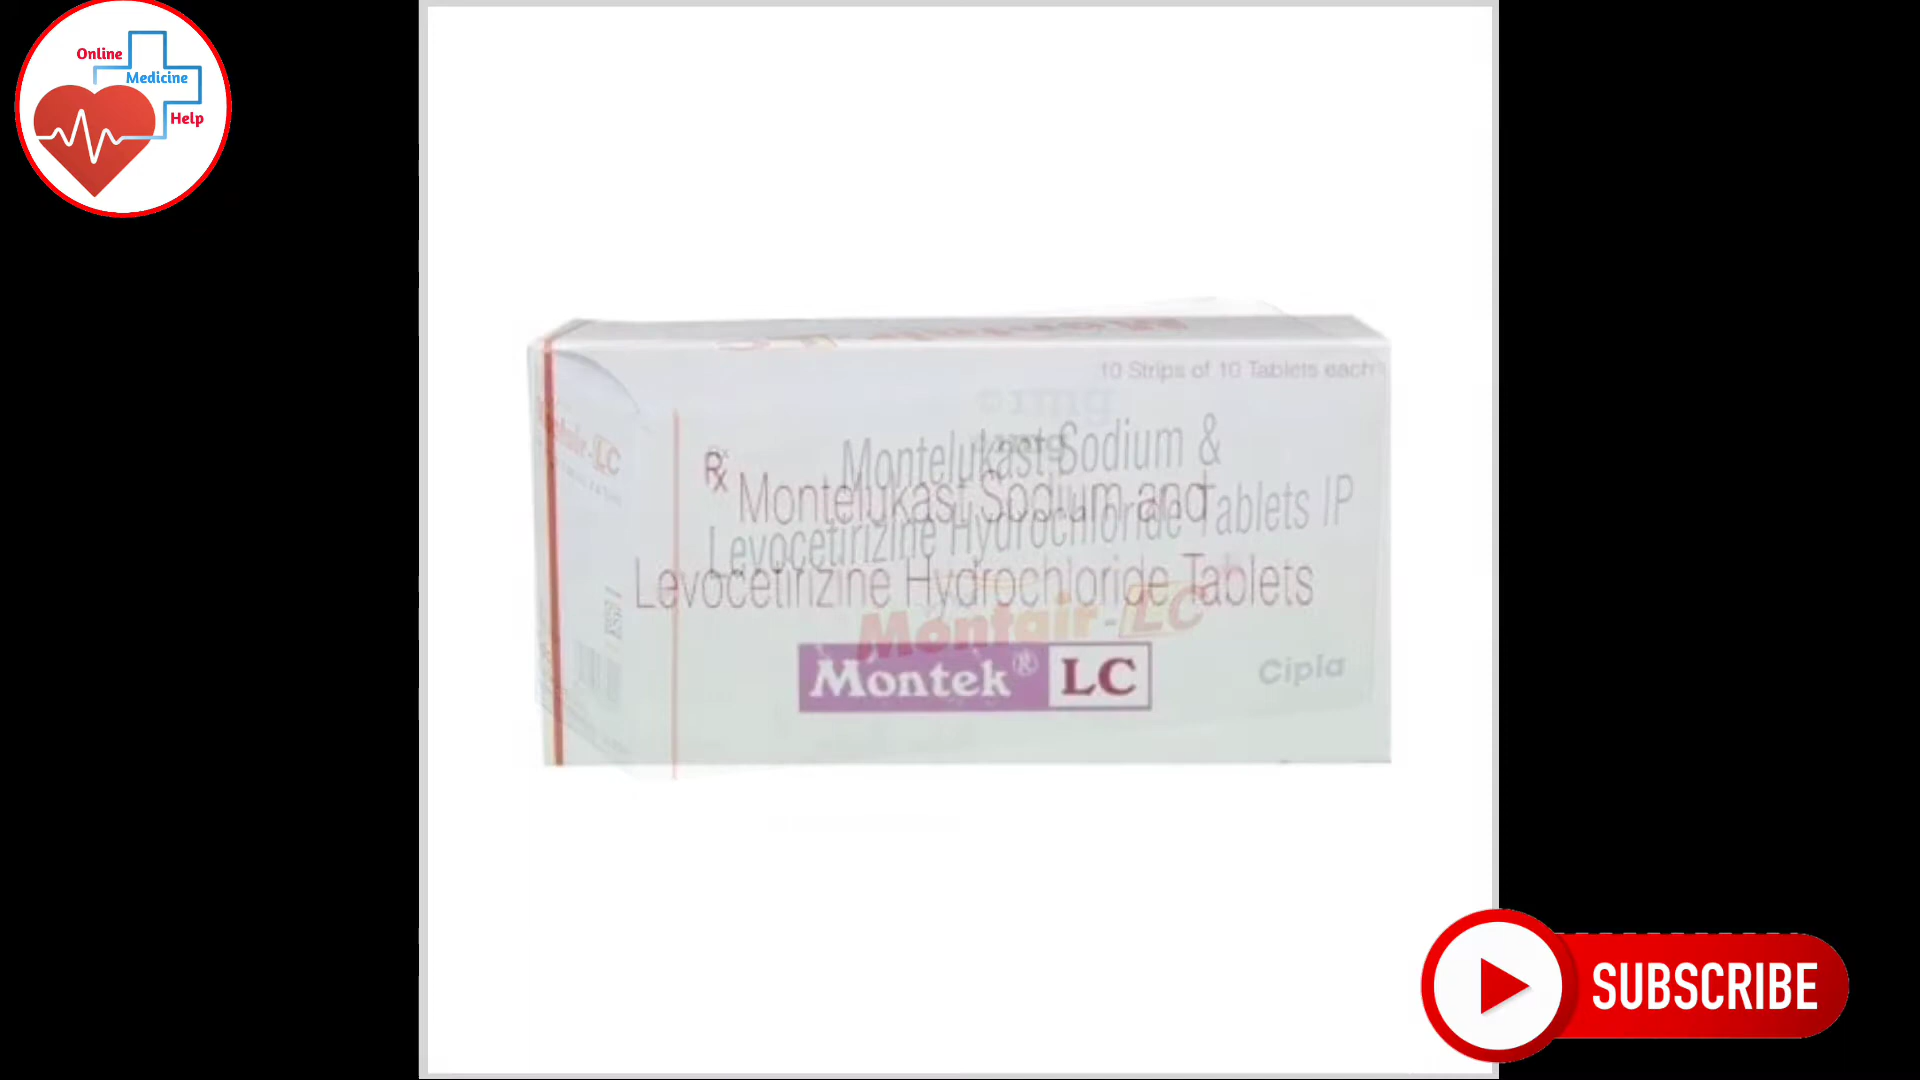 Online
Medicine
Help
10 Strips of 10 Tablets each
Montelukast Sodium &
Rx Montelukast Sodium and
Levocetirizine Hydrochloride Tablets IP
Levocetirizine Hydrochloride Tablets
Montair-LC
Montek® LC
Cipla
SUBSCRIBE